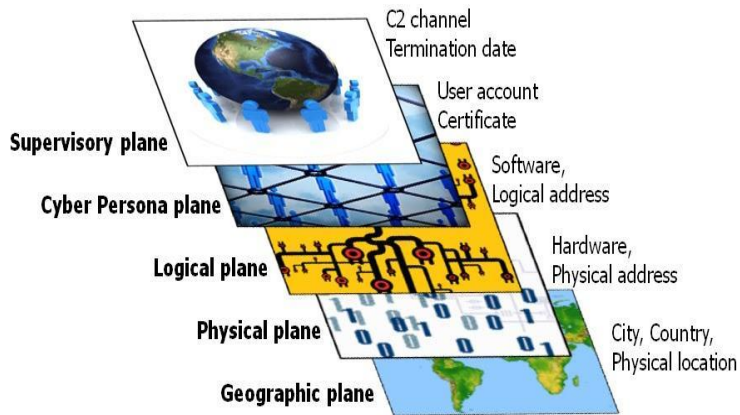 C2 channel
Termination date
Supervisory plane
User account
Certificate
Cyber Persona plane
Software,
Logical address
Logical plane
Hardware,
Physical address
Physical plane
City, Country,
Physical location
Geographic plane